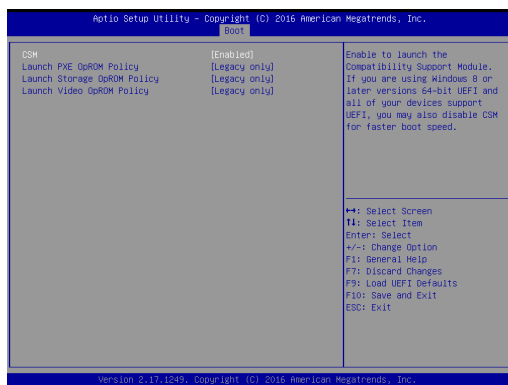 Aptio Setup Utility – Copyright (C) 2016 American Megatrends, Inc.
Boot
CSM [Enabled]
Launch PXE OpROM Policy [Legacy only]
Launch Storage OpROM Policy [Legacy only]
Launch Video OpROM Policy [Legacy only]
Enable to launch the
Compatibility Support Module.
If you are using Windows 8 or
later versions 64-bit UEFI and
all of your devices support
UEFI, you may also disable CSM
for faster boot speed.
↔: Select Screen
↑↓: Select Item
Enter: Select
+/-: Change Option
F1: General Help
F7: Discard Changes
F9: Load UEFI Defaults
F10: Save and Exit
ESC: Exit
Version 2.17.1249. Copyright (C) 2016 American Megatrends, Inc.